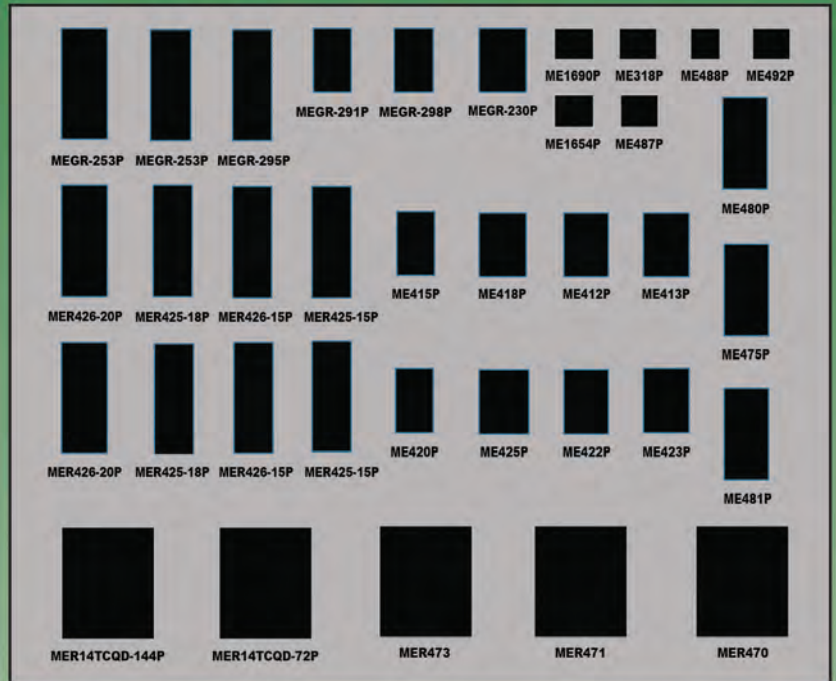 ME1690P ME318P ME488P ME492P
MEGR-291P MEGR-298P MEGR-230P
ME1654P ME487P
MEGR-253P MEGR-253P MEGR-295P
ME480P
ME415P ME418P ME412P ME413P
MER426-20P MER425-18P MER426-15P MER425-15P
ME475P
ME420P ME425P ME422P ME423P
MER426-20P MER425-18P MER426-15P MER425-15P
ME481P
MER14TCQD-144P MER14TCQD-72P MER473 MER471 MER470